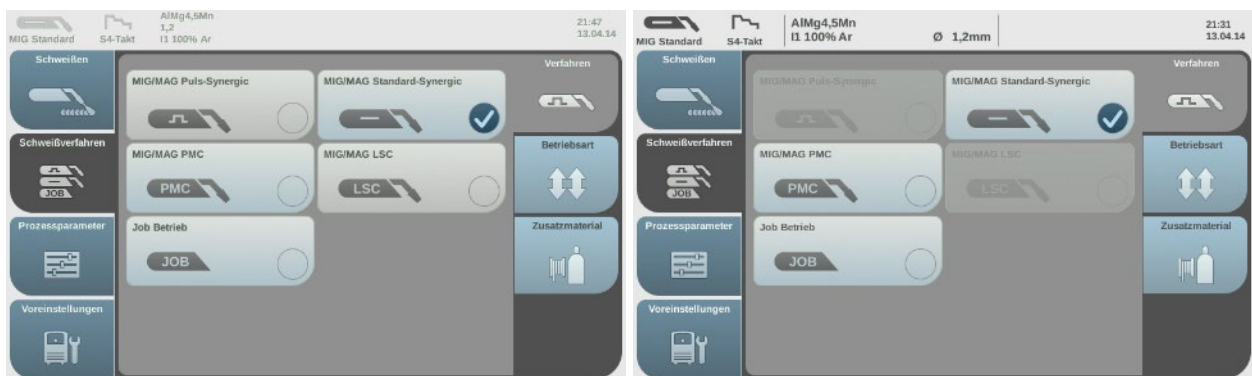 MIG Standard
S4-Takt
AlMg4,5Mn
1,2
I1 100% Ar
21:47
13.04.14
Schweißen
Schweißverfahren
JOB
Prozessparameter
Voreinstellungen
MIG/MAG Puls-Synergic
MIG/MAG Standard-Synergic
MIG/MAG PMC
PMC
MIG/MAG LSC
LSC
Job Betrieb
JOB
Verfahren
Betriebsart
Zusatzmaterial
MIG Standard
S4-Takt
AlMg4,5Mn
I1 100% Ar
Ø 1,2mm
21:31
13.04.14
Schweißen
Schweißverfahren
JOB
Prozessparameter
Voreinstellungen
MIG/MAG Puls-Synergic
MIG/MAG Standard-Synergic
MIG/MAG PMC
PMC
MIG/MAG LSC
LSC
Job Betrieb
JOB
Verfahren
Betriebsart
Zusatzmaterial